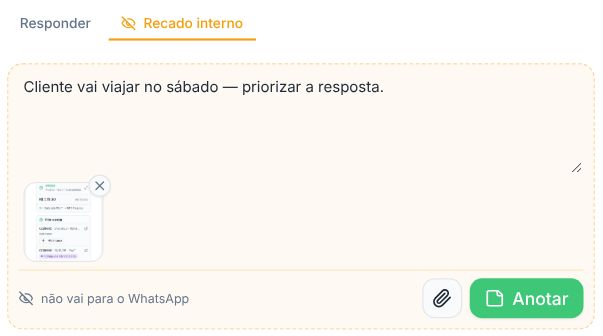 Responder
Recado interno
Cliente vai viajar no sábado — priorizar a resposta.
não vai para o WhatsApp
Anotar